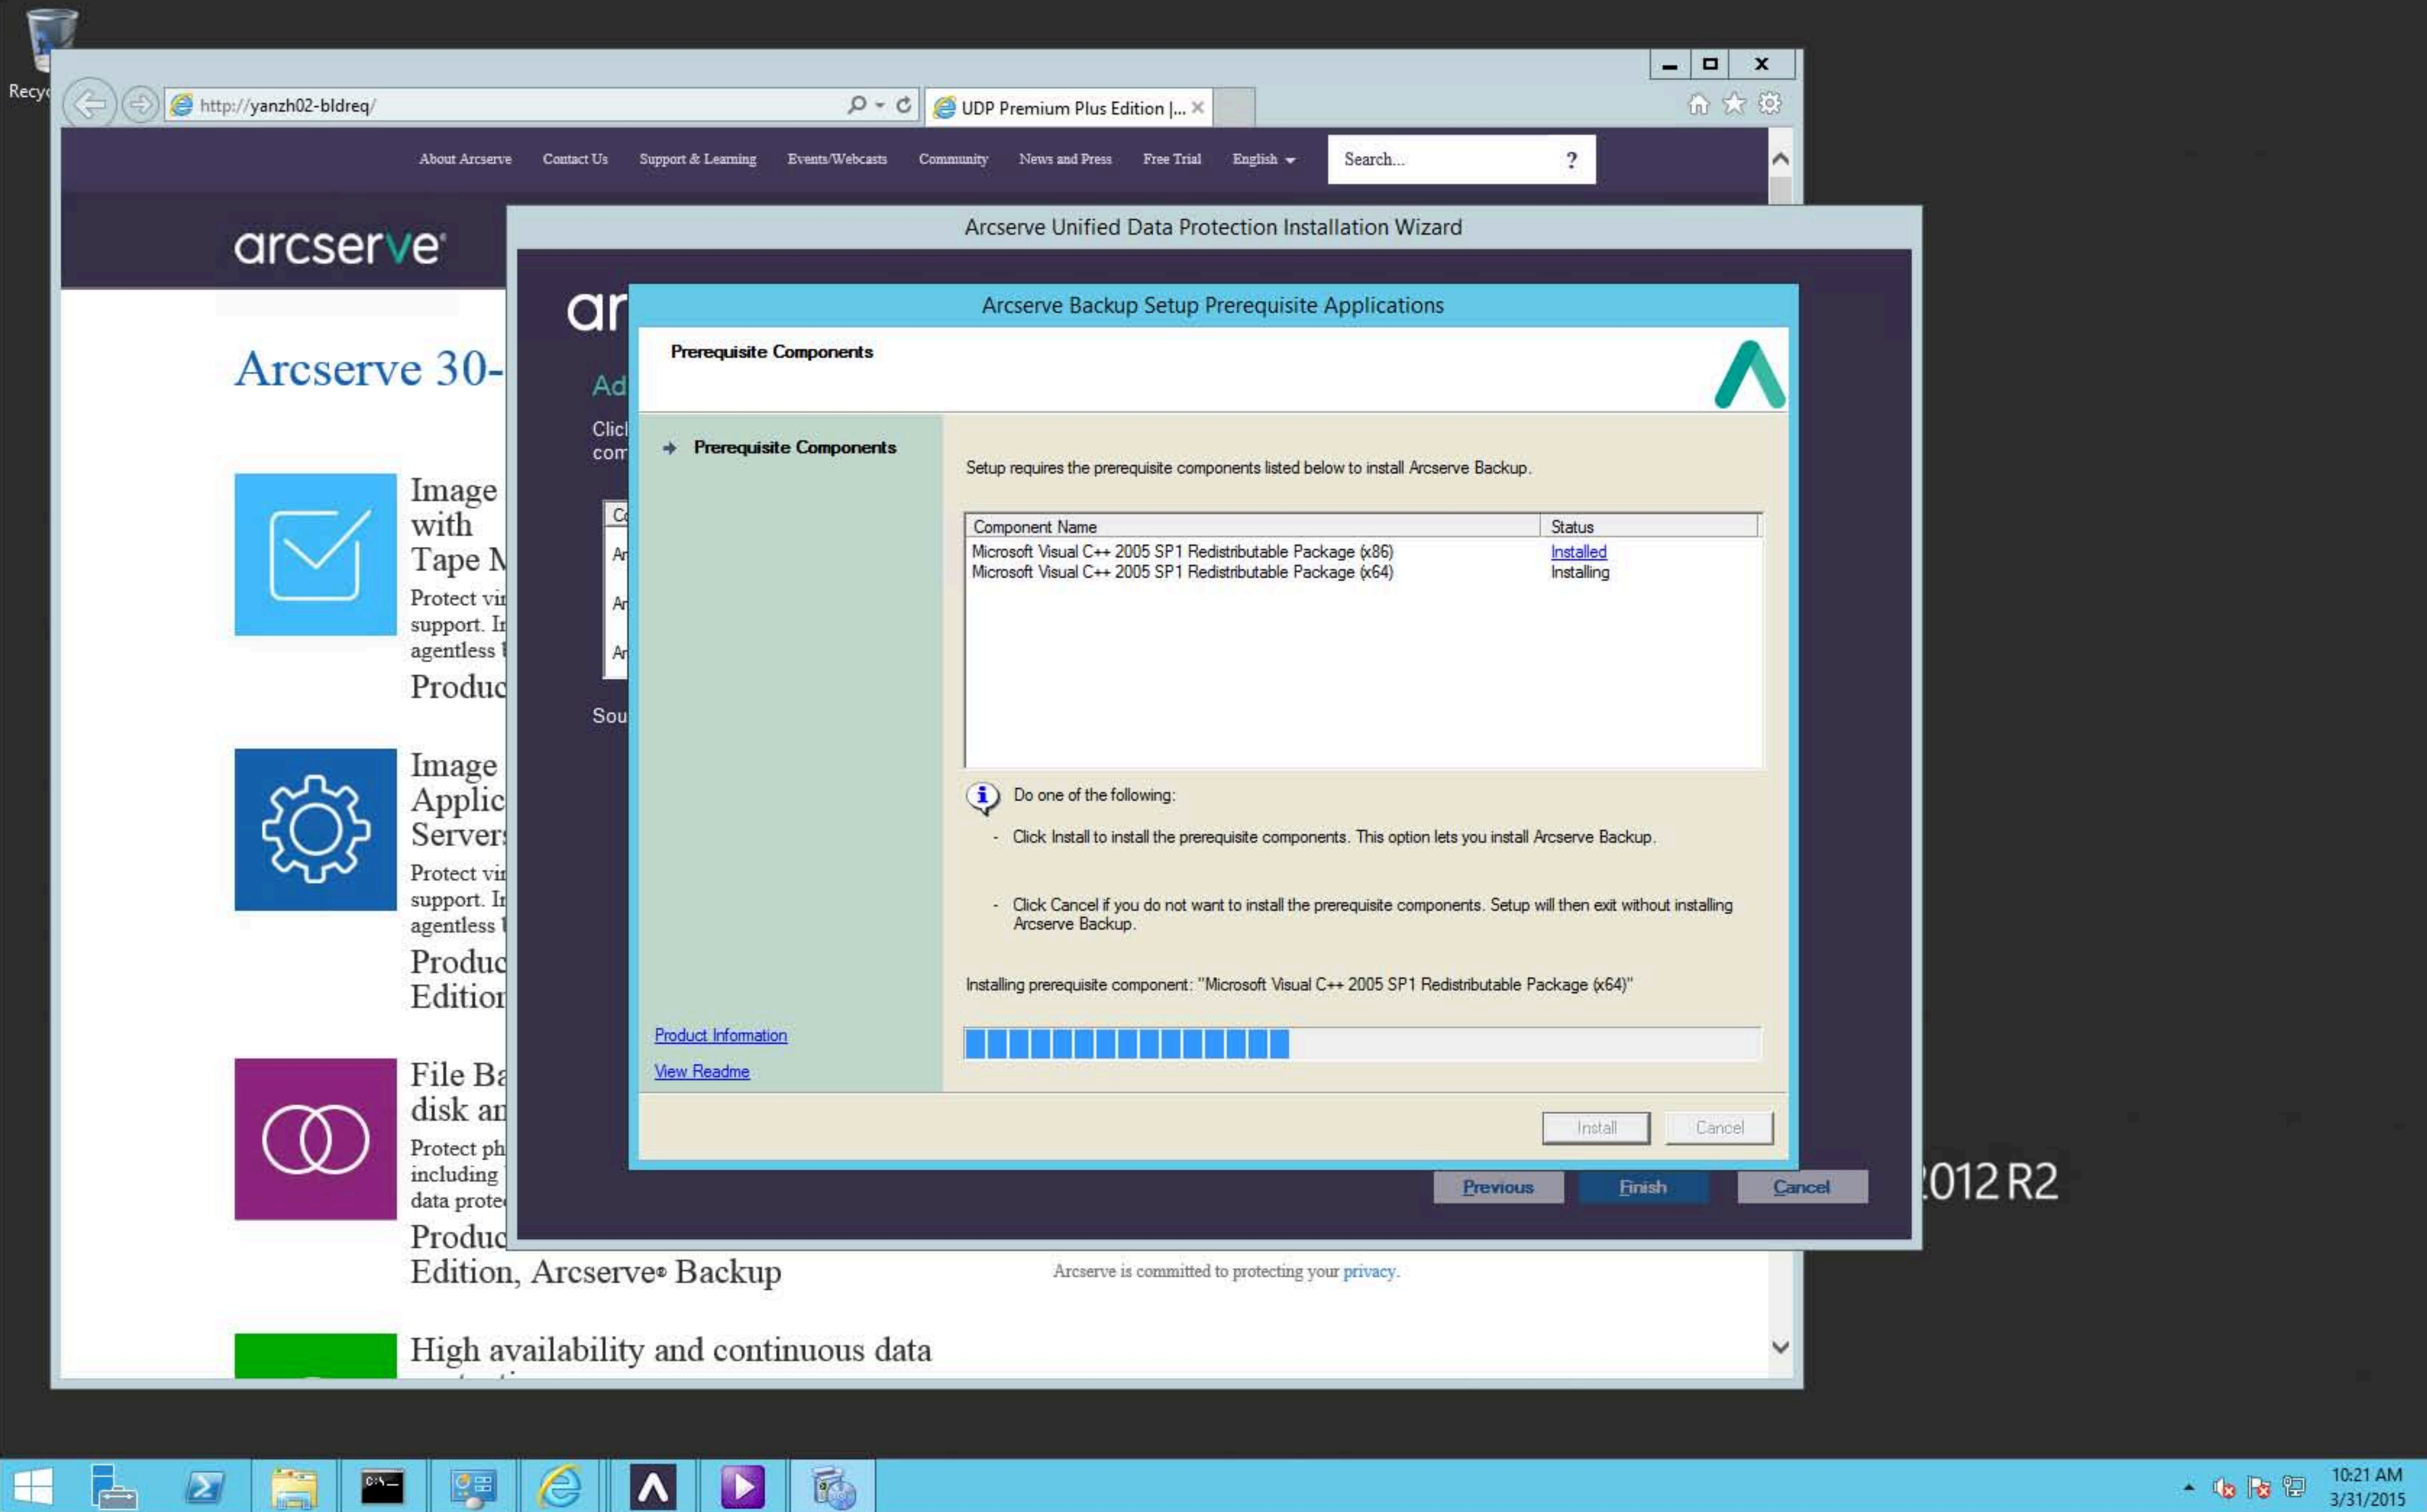 Recyc
http://yanzh02-bldreq/
UDP Premium Plus Edition |...
About Arcserve Contact Us Support & Learning Events/Webcasts Community News and Press Free Trial English Search... ?
arcserve
Arcserve Unified Data Protection Installation Wizard
ar
Arcserve Backup Setup Prerequisite Applications
Prerequisite Components
Arcserve 30-
Ad
Clic
com
Prerequisite Components
Setup requires the prerequisite components listed below to install Arcserve Backup.
Component Name Status
Microsoft Visual C++ 2005 SP1 Redistributable Package (x86) Installed
Microsoft Visual C++ 2005 SP1 Redistributable Package (x64) Installing
Image
with
Tape M
Protect vir
support. In
agentless
Produc
Co
Ar
Ar
Ar
Sou
Do one of the following:
- Click Install to install the prerequisite components. This option lets you install Arcserve Backup.
- Click Cancel if you do not want to install the prerequisite components. Setup will then exit without installing
Arcserve Backup.
Installing prerequisite component: "Microsoft Visual C++ 2005 SP1 Redistributable Package (x64)"
Product Information
View Readme
Install Cancel
Image
Applic
Servers
Protect vir
support. In
agentless
Produc
Edition
File Ba
disk an
Protect ph
including
data prote
Produc
Edition, Arcserve® Backup
Previous Finish Cancel
012 R2
Arcserve is committed to protecting your privacy.
High availability and continuous data
C:\_
10:21 AM
3/31/2015